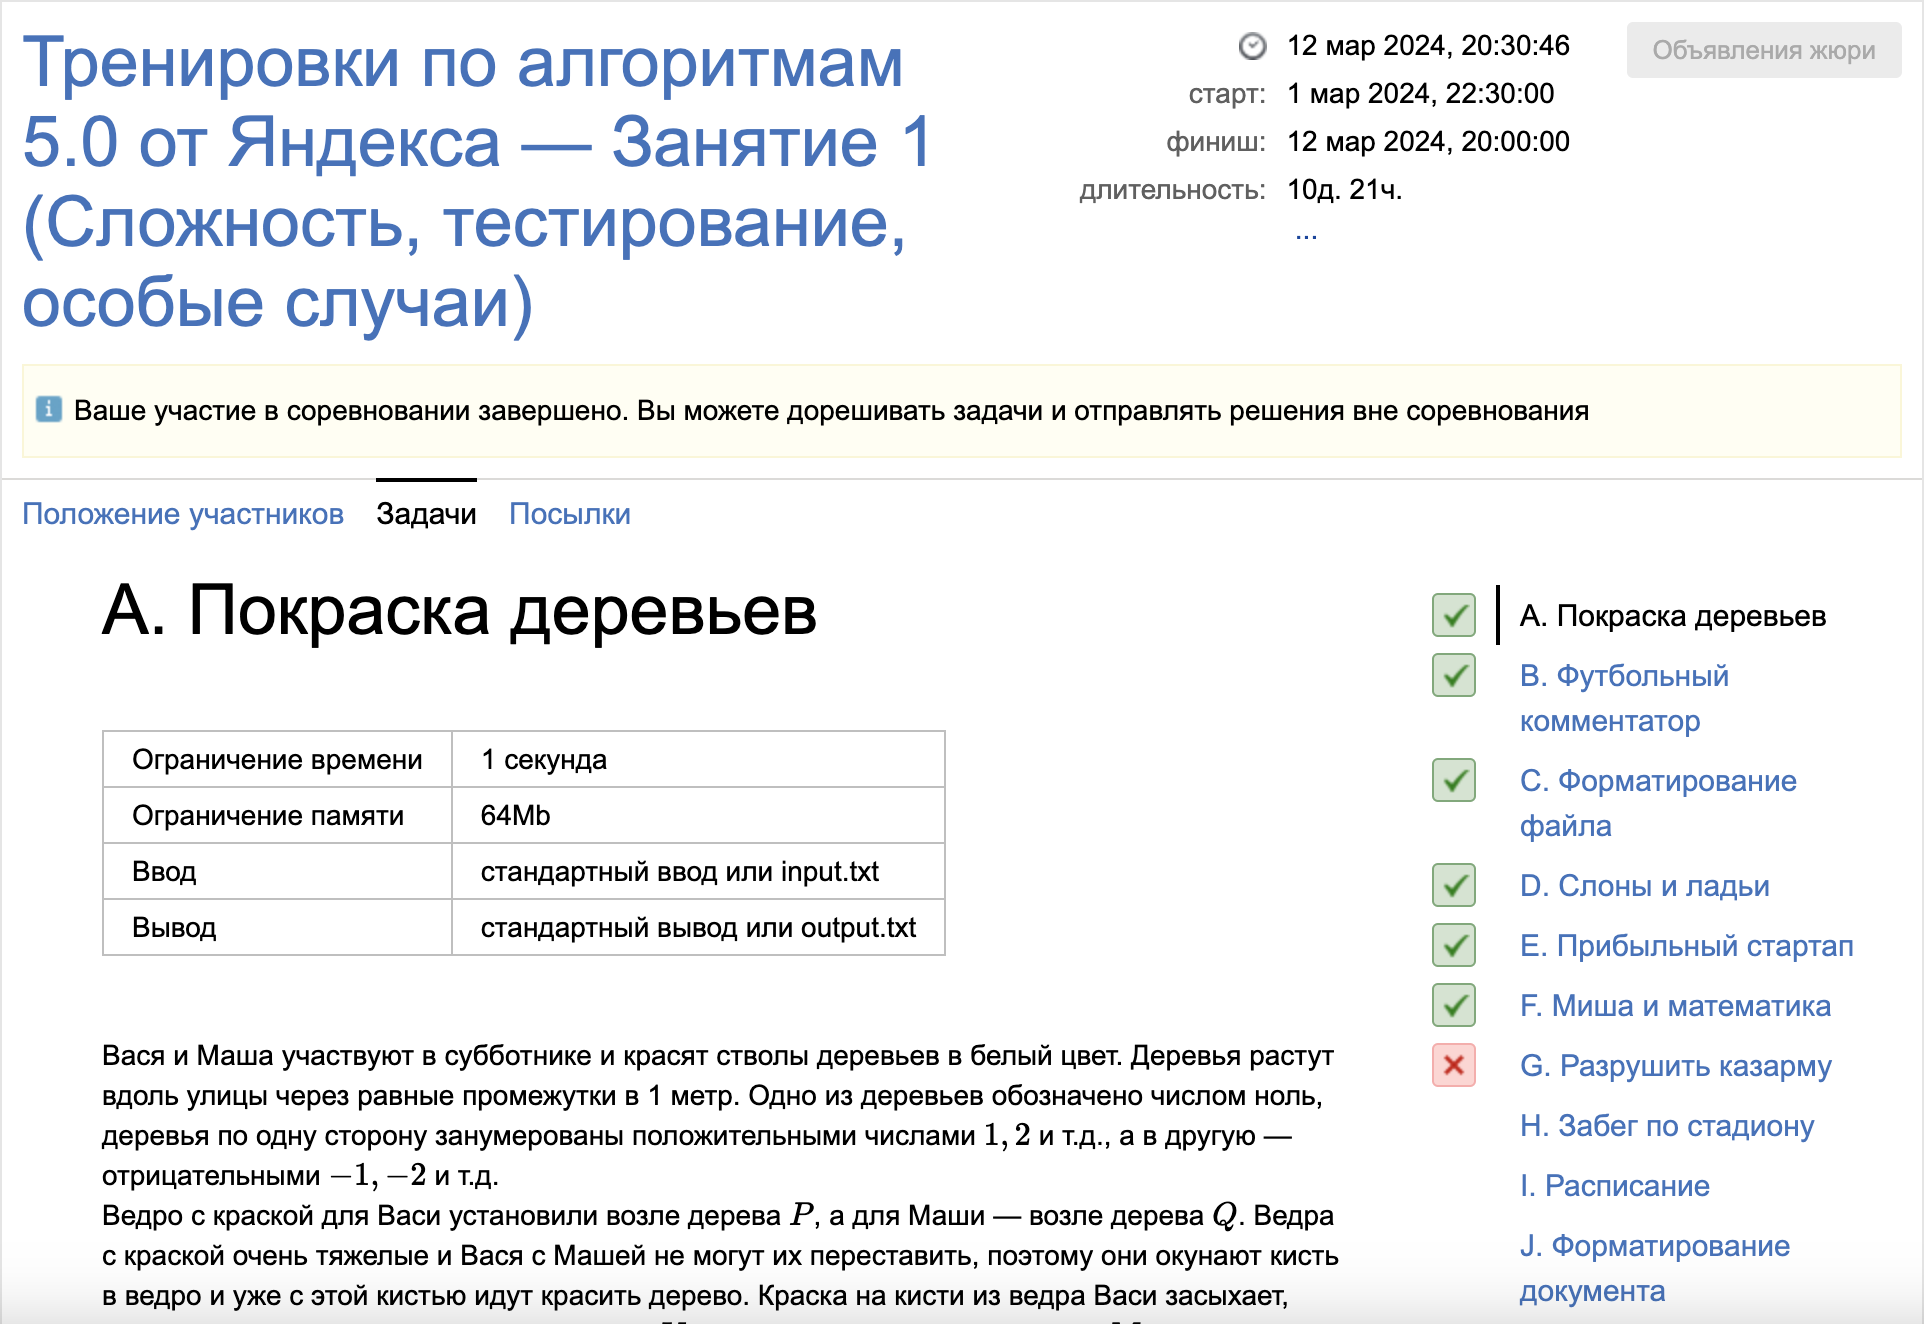 Тренировки по алгоритмам
5.0 от Яндекса — Занятие 1
(Сложность, тестирование,
особые случаи)
12 мар 2024, 20:30:46
старт: 1 мар 2024, 22:30:00
финиш: 12 мар 2024, 20:00:00
длительность: 10д. 21ч.
...
Объявления жюри
Ваше участие в соревновании завершено. Вы можете дорешивать задачи и отправлять решения вне соревнования
Положение участников Задачи Посылки
A. Покраска деревьев
Ограничение времени 1 секунда
Ограничение памяти 64Mb
Ввод стандартный ввод или input.txt
Вывод стандартный вывод или output.txt
Вася и Маша участвуют в субботнике и красят стволы деревьев в белый цвет. Деревья растут
вдоль улицы через равные промежутки в 1 метр. Одно из деревьев обозначено числом ноль,
деревья по одну сторону занумерованы положительными числами 1, 2 и т.д., а в другую —
отрицательными −1, −2 и т.д.
Ведро с краской для Васи установили возле дерева P, а для Маши — возле дерева Q. Ведра
с краской очень тяжелые и Вася с Машей не могут их переставить, поэтому они окунают кисть
в ведро и уже с этой кистью идут красить дерево. Краска на кисти из ведра Васи засыхает,
A. Покраска деревьев
B. Футбольный
комментатор
C. Форматирование
файла
D. Слоны и ладьи
E. Прибыльный стартап
F. Миша и математика
G. Разрушить казарму
H. Забег по стадиону
I. Расписание
J. Форматирование
документа